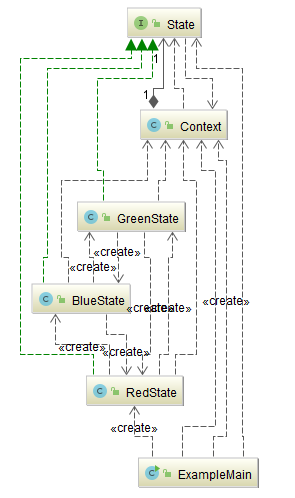 I State
1
1
C Context
C GreenState
«create»
«create»
C BlueState
«create»
«create»
«create»
«create»
«create»
C RedState
«create»
C ExampleMain